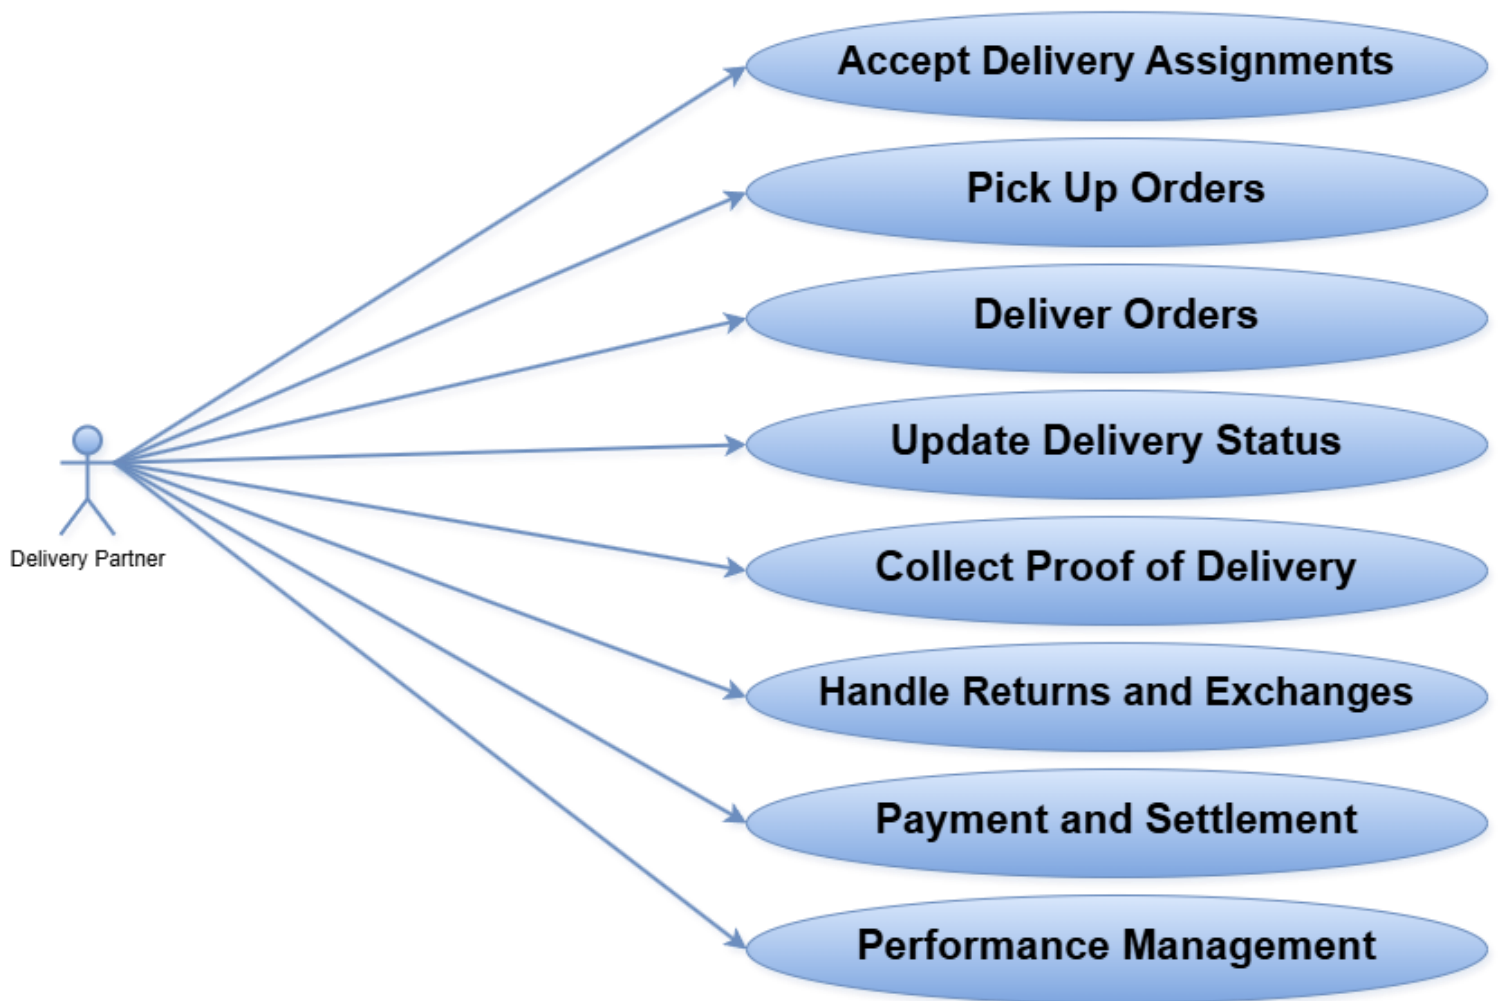 Accept Delivery Assignments
Pick Up Orders
Deliver Orders
Update Delivery Status
Delivery Partner
Collect Proof of Delivery
Handle Returns and Exchanges
Payment and Settlement
Performance Management